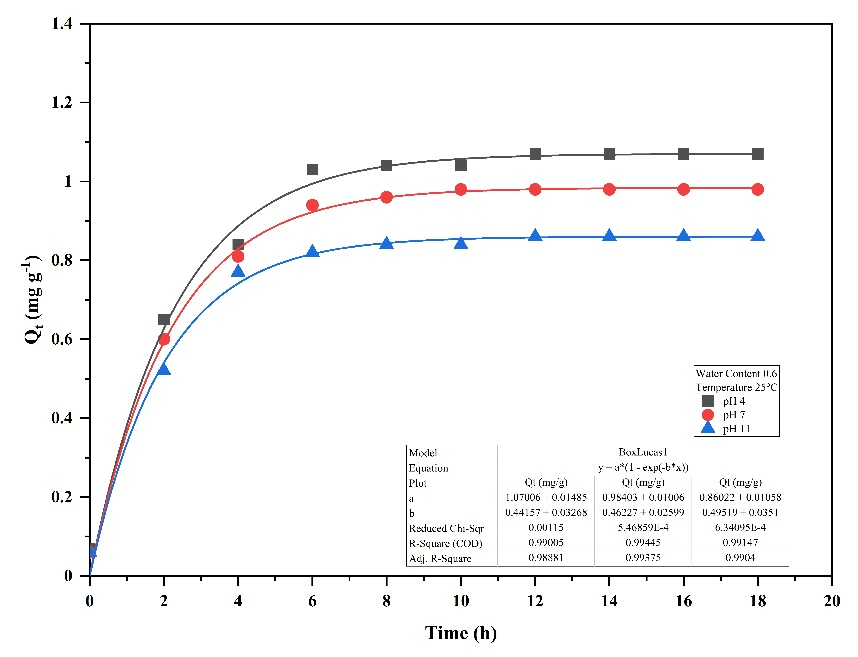 1.4
1.2
1
0.8
0.6
0.4
0.2
0
Qt (mg g-1)
0 2 4 6 8 10 12 14 16 18 20
Time (h)
Water Content 0.6
Temperature 25°C
pH 4
pH 7
pH 11
Model BoxLucas1
Equation y = a*(1 - exp(-b*x))
Plot Qt (mg/g) Qt (mg/g) Qt (mg/g)
a 1.07006 ± 0.01485 0.98403 ± 0.01006 0.86022 ± 0.01058
b 0.44157 ± 0.03268 0.46227 ± 0.02599 0.49519 ± 0.0351
Reduced Chi-Sqr 0.00115 5.46859E-4 6.34095E-4
R-Square (COD) 0.99005 0.99445 0.99147
Adj. R-Square 0.98881 0.99375 0.9904